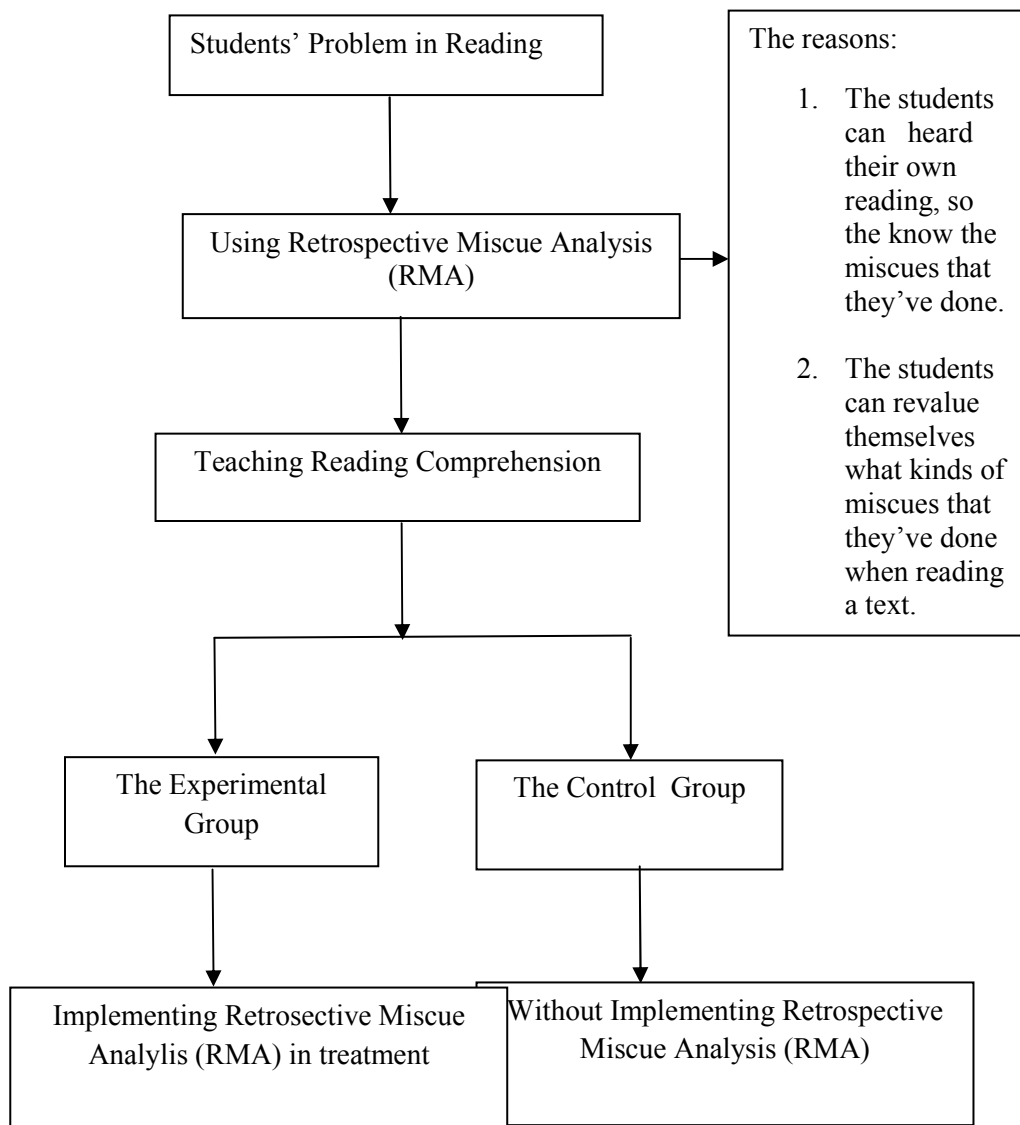 Students’ Problem in Reading
The reasons:
1. The students
can heard
their own
reading, so
the know the
miscues that
they’ve done.
2. The students
can revalue
themselves
what kinds of
miscues that
they’ve done
when reading
a text.
Using Retrospective Miscue Analysis
(RMA)
Teaching Reading Comprehension
The Experimental
Group
The Control Group
Implementing Retrosective Miscue
Analylis (RMA) in treatment
Without Implementing Retrospective
Miscue Analysis (RMA)